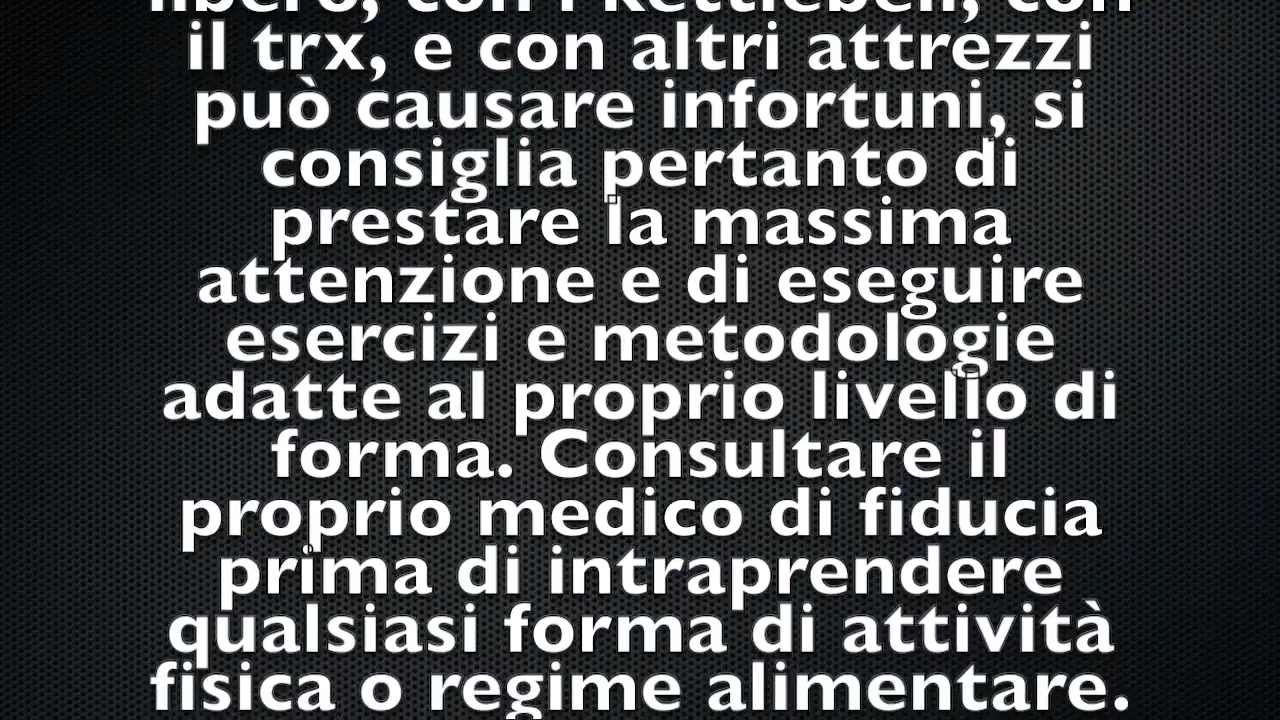 libero, con i kettlebell, con
il trx, e con altri attrezzi
può causare infortuni, si
consiglia pertanto di
prestare la massima
attenzione e di eseguire
esercizi e metodologie
adatte al proprio livello di
forma. Consultare il
proprio medico di fiducia
prima di intraprendere
qualsiasi forma di attività
fisica o regime alimentare.